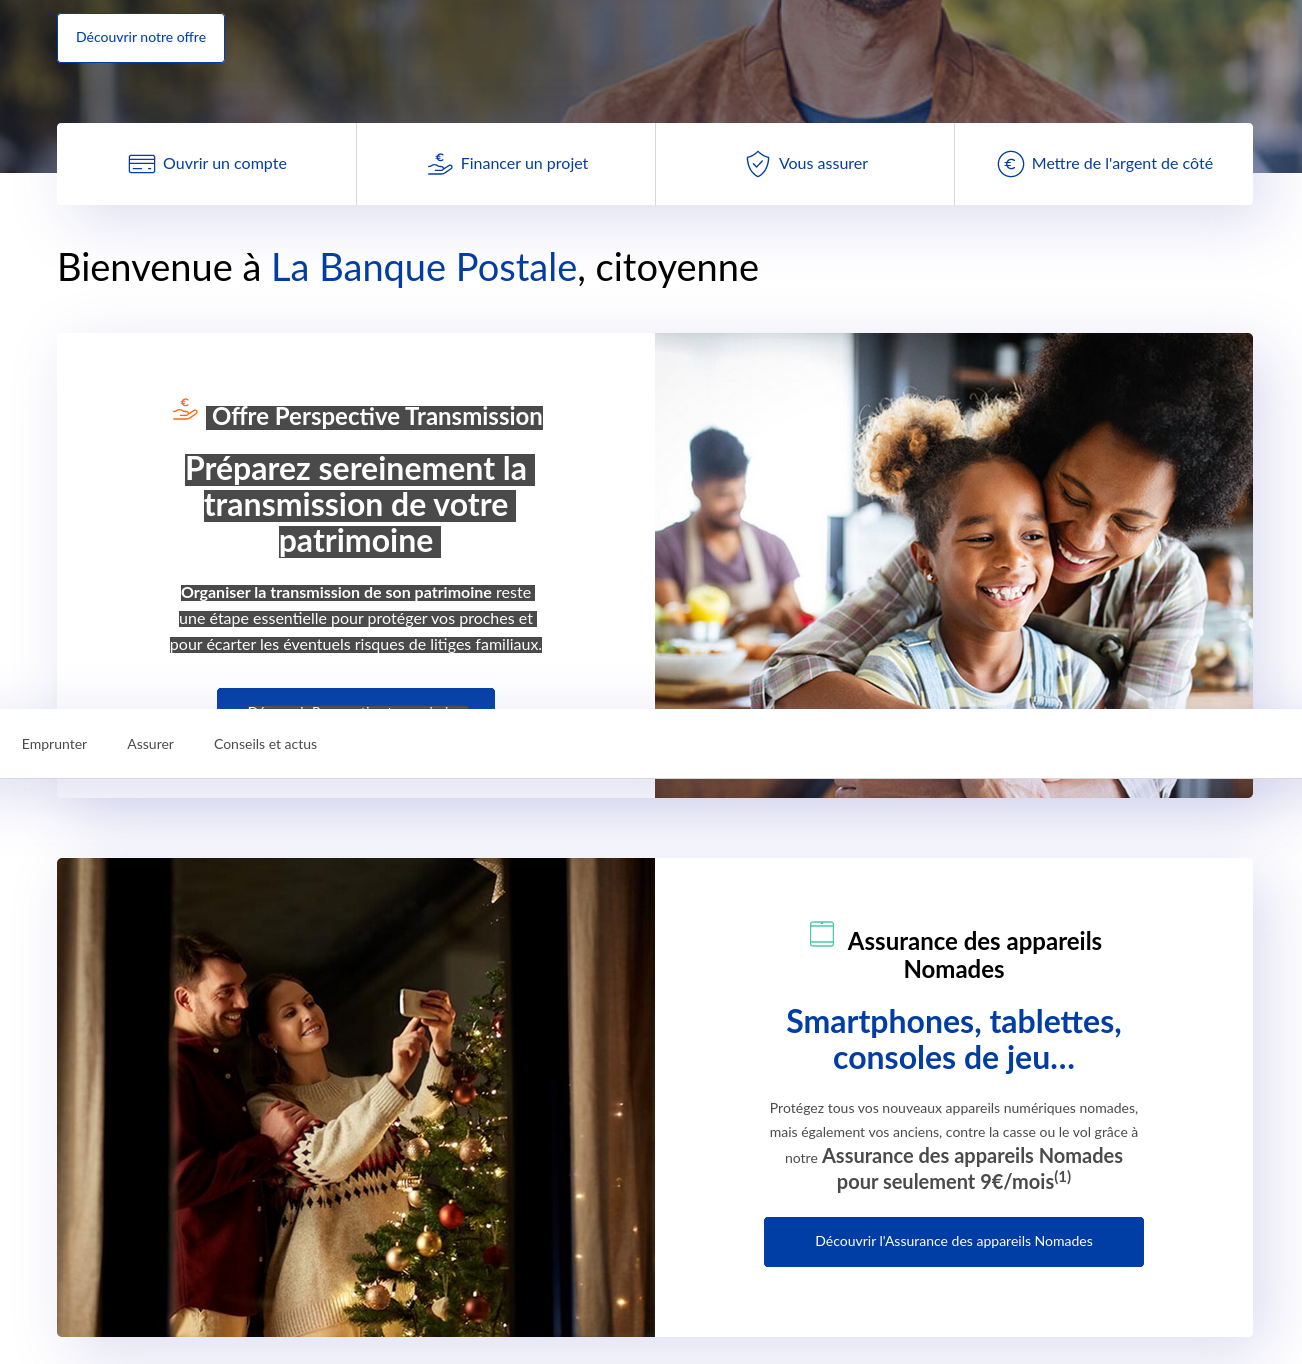 Découvrir notre offre
Ouvrir un compte
Financer un projet
Vous assurer
Mettre de l'argent de côté
Bienvenue à La Banque Postale, citoyenne
Offre Perspective Transmission
Préparez sereinement la
transmission de votre
patrimoine
Organiser la transmission de son patrimoine reste
une étape essentielle pour protéger vos proches et
pour écarter les éventuels risques de litiges familiaux.
Emprunter
Assurer
Conseils et actus
Assurance des appareils
Nomades
Smartphones, tablettes,
consoles de jeu...
Protégez tous vos nouveaux appareils numériques nomades,
mais également vos anciens, contre la casse ou le vol grâce à
notre Assurance des appareils Nomades
pour seulement 9€/mois(1)
Découvrir l'Assurance des appareils Nomades